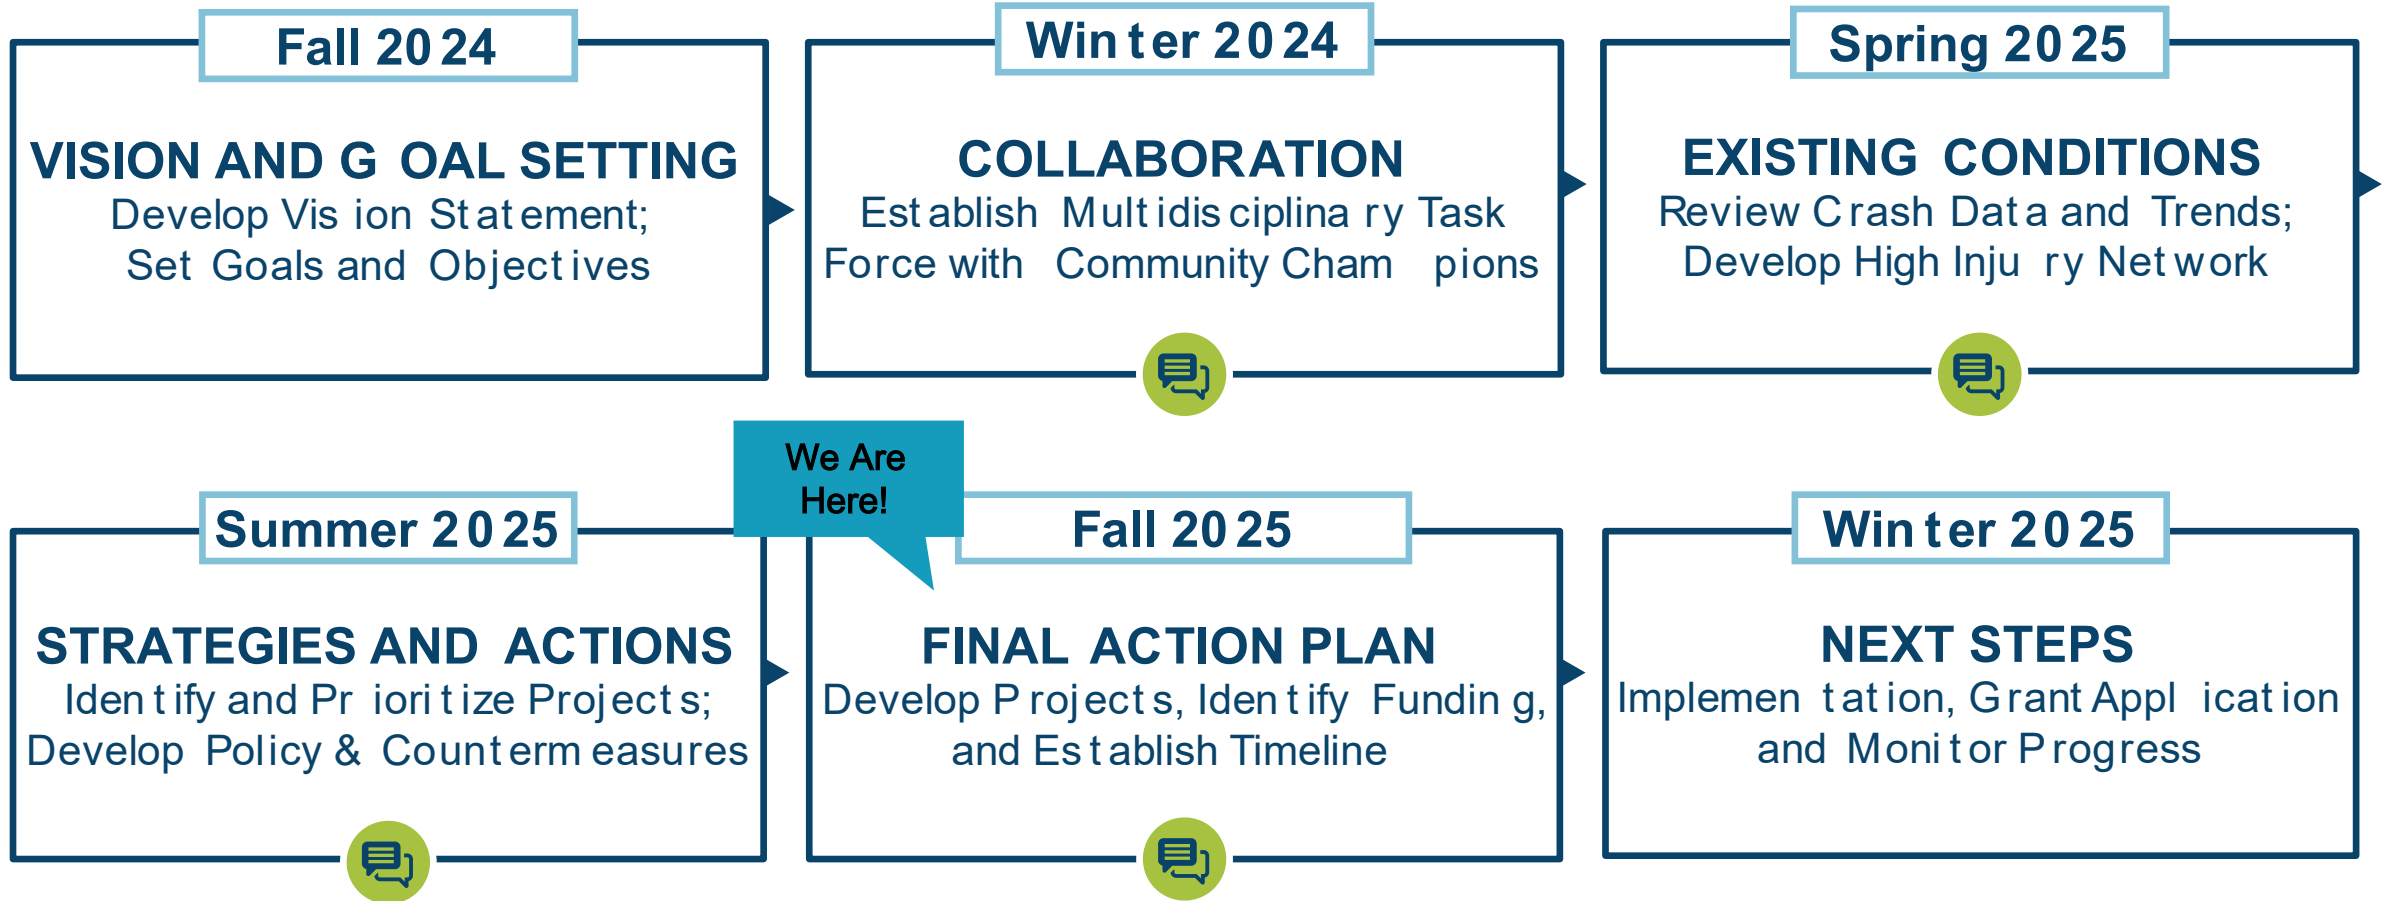 Fall 2024
VISION AND GOAL SETTING
Develop Vision Statement;
Set Goals and Objectives
Winter 2024
COLLABORATION
Establish Multidisciplinary Task
Force with Community Champions
Spring 2025
EXISTING CONDITIONS
Review Crash Data and Trends;
Develop High Injury Network
Summer 2025
STRATEGIES AND ACTIONS
Identify and Prioritize Projects;
Develop Policy & Countermeasures
We Are
Here!
Fall 2025
FINAL ACTION PLAN
Develop Projects, Identify Funding,
and Establish Timeline
Winter 2025
NEXT STEPS
Implementation, Grant Application
and Monitor Progress